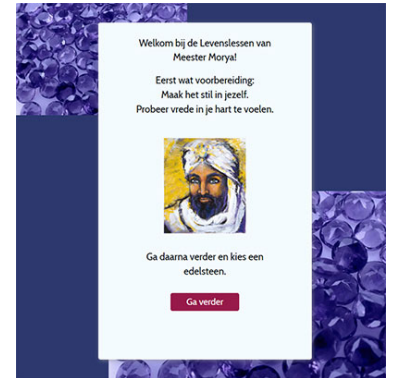 Welkom bij de Levenslessen van
Meester Morya!
Eerst wat voorbereiding:
Maak het stil in jezelf.
Probeer vrede in je hart te voelen.
Ga daarna verder en kies een
edelsteen.
Ga verder